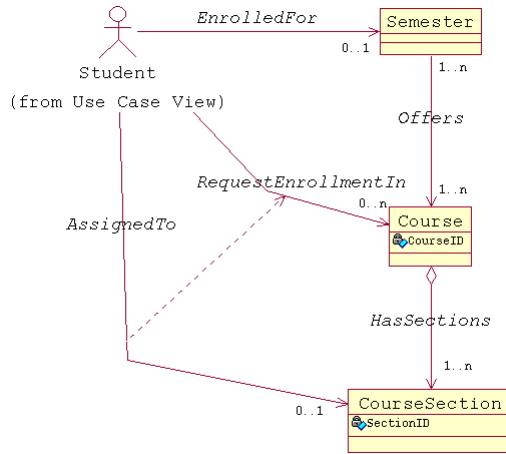 EnrolledFor
Semester
0..1
1..n
Student
(from Use Case View)
Offers
RequestEnrollmentIn
1..n
0..n
Course
AssignedTo
CourseID
HasSections
1..n
CourseSection
0..1
SectionID